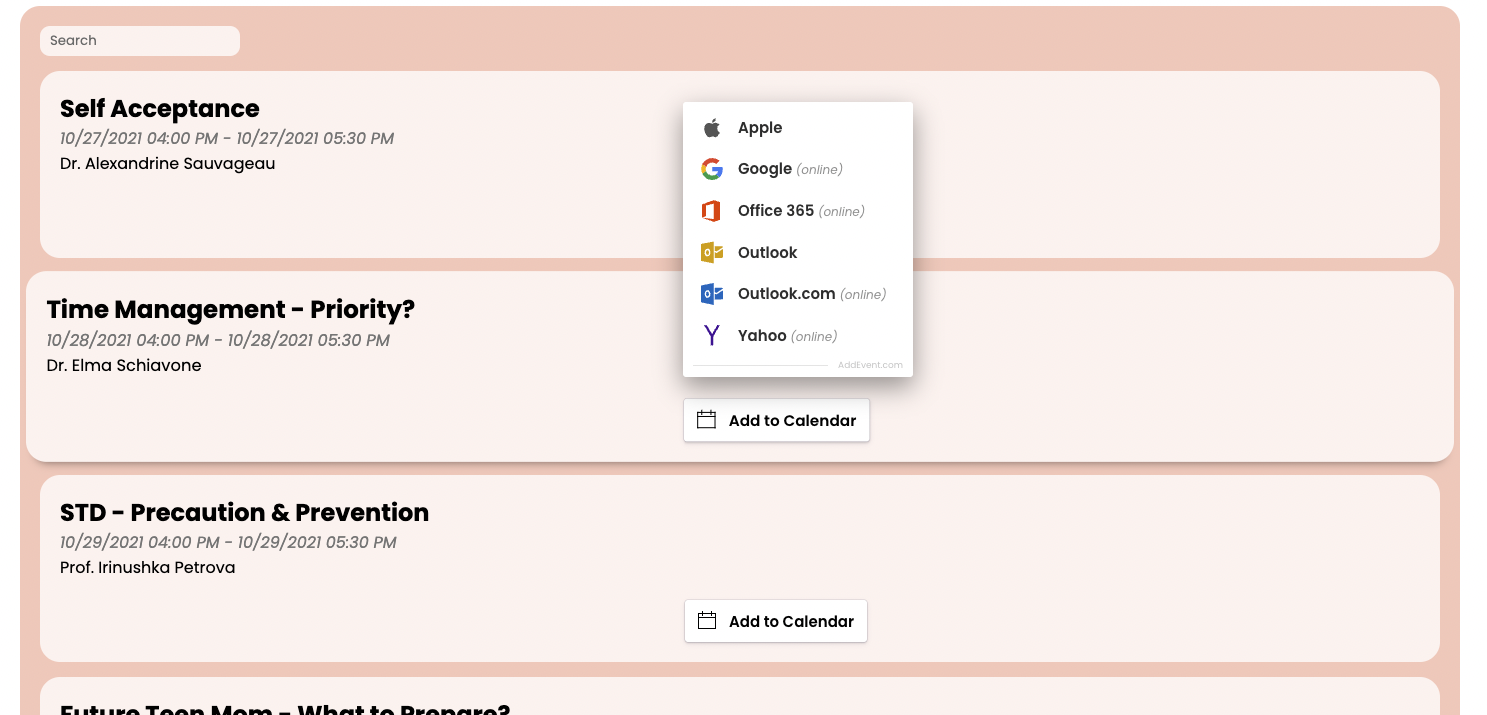 Search
Self Acceptance
10/27/2021 04:00 PM - 10/27/2021 05:30 PM
Dr. Alexandrine Sauvageau
Apple
Google (online)
Office 365 (online)
Outlook
Outlook.com (online)
Yahoo (online)
AddEvent.com
Time Management - Priority?
10/28/2021 04:00 PM - 10/28/2021 05:30 PM
Dr. Elma Schiavone
Add to Calendar
STD - Precaution & Prevention
10/29/2021 04:00 PM - 10/29/2021 05:30 PM
Prof. Irinushka Petrova
Add to Calendar
Future Teen Mom - What to Prepare?